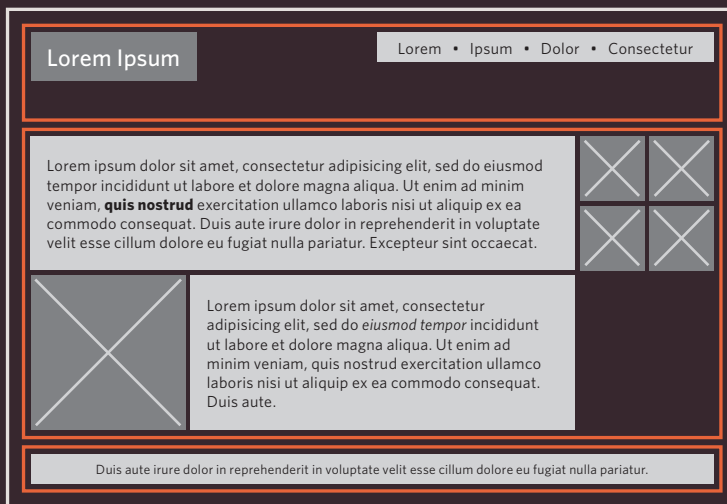 Lorem Ipsum
Lorem • Ipsum • Dolor • Consectetur
Lorem ipsum dolor sit amet, consectetur adipisicing elit, sed do eiusmod
tempor incididunt ut labore et dolore magna aliqua. Ut enim ad minim
veniam, quis nostrud exercitation ullamco laboris nisi ut aliquip ex ea
commodo consequat. Duis aute irure dolor in reprehenderit in voluptate
velit esse cillum dolore eu fugiat nulla pariatur. Excepteur sint occaecat.
Lorem ipsum dolor sit amet, consectetur
adipisicing elit, sed do eiusmod tempor incididunt
ut labore et dolore magna aliqua. Ut enim ad
minim veniam, quis nostrud exercitation ullamco
laboris nisi ut aliquip ex ea commodo consequat.
Duis aute.
Duis aute irure dolor in reprehenderit in voluptate velit esse cillum dolore eu fugiat nulla pariatur.